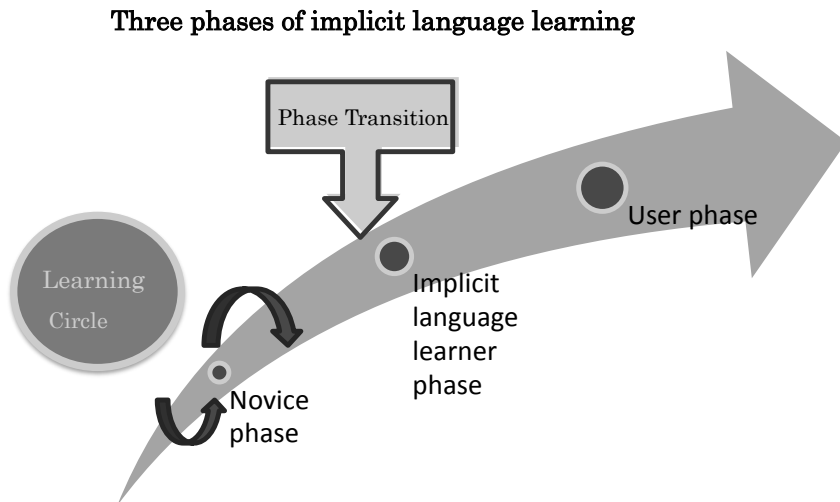 Three phases of implicit language learning
Phase Transition
User phase
Learning
Circle
Implicit
language
learner
phase
Novice
phase